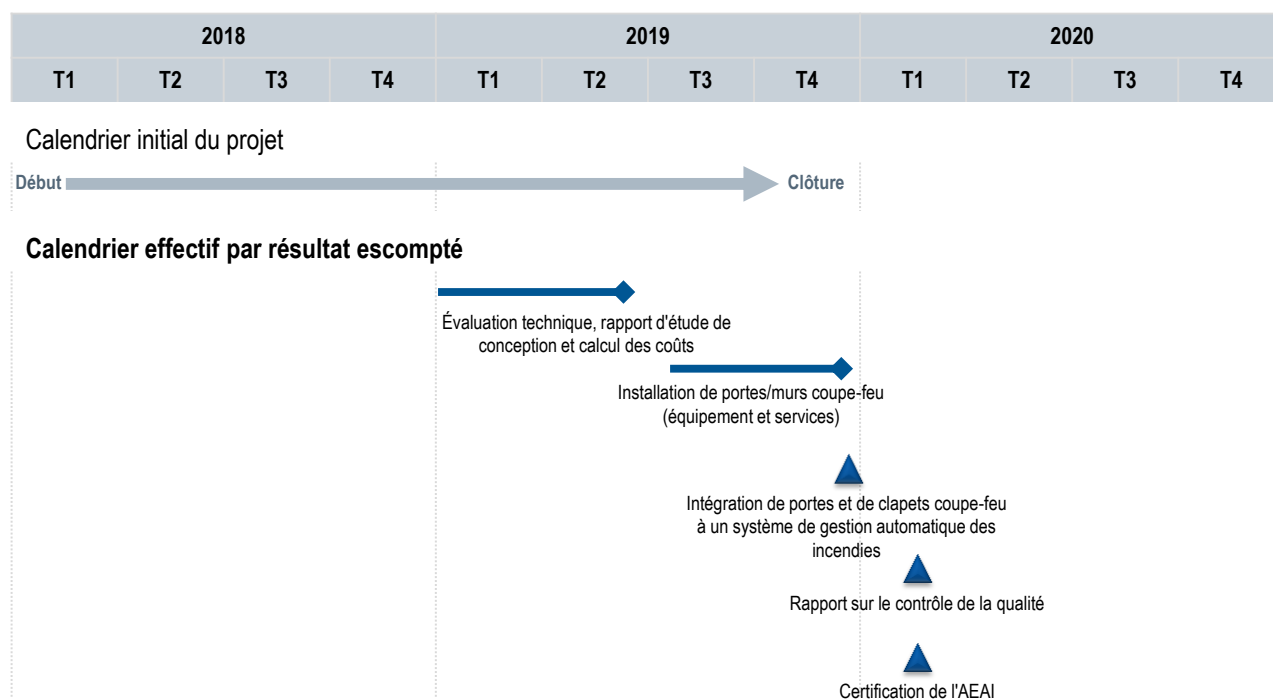 2018 2019 2020
T1 T2 T3 T4 T1 T2 T3 T4 T1 T2 T3 T4
Calendrier initial du projet
Début Clôture
Calendrier effectif par résultat escompté
Évaluation technique, rapport d'étude de
conception et calcul des coûts
Installation de portes/murs coupe-feu
(équipement et services)
Intégration de portes et de clapets coupe-feu
à un système de gestion automatique des
incendies
Rapport sur le contrôle de la qualité
Certification de l'AEAI